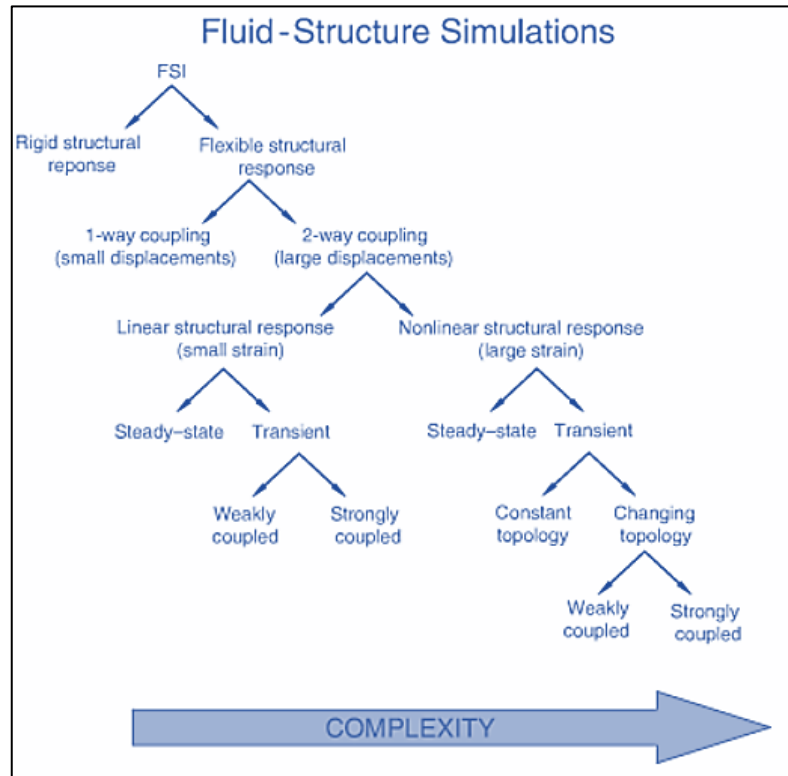 Fluid-Structure Simulations
FSI
Rigid structural
reponse
Flexible structural
response
1-way coupling
(small displacements)
2-way coupling
(large displacements)
Linear structural response
(small strain)
Nonlinear structural response
(large strain)
Steady–state
Transient
Steady–state
Transient
Weakly
coupled
Strongly
coupled
Constant
topology
Changing
topology
Weakly
coupled
Strongly
coupled
COMPLEXITY